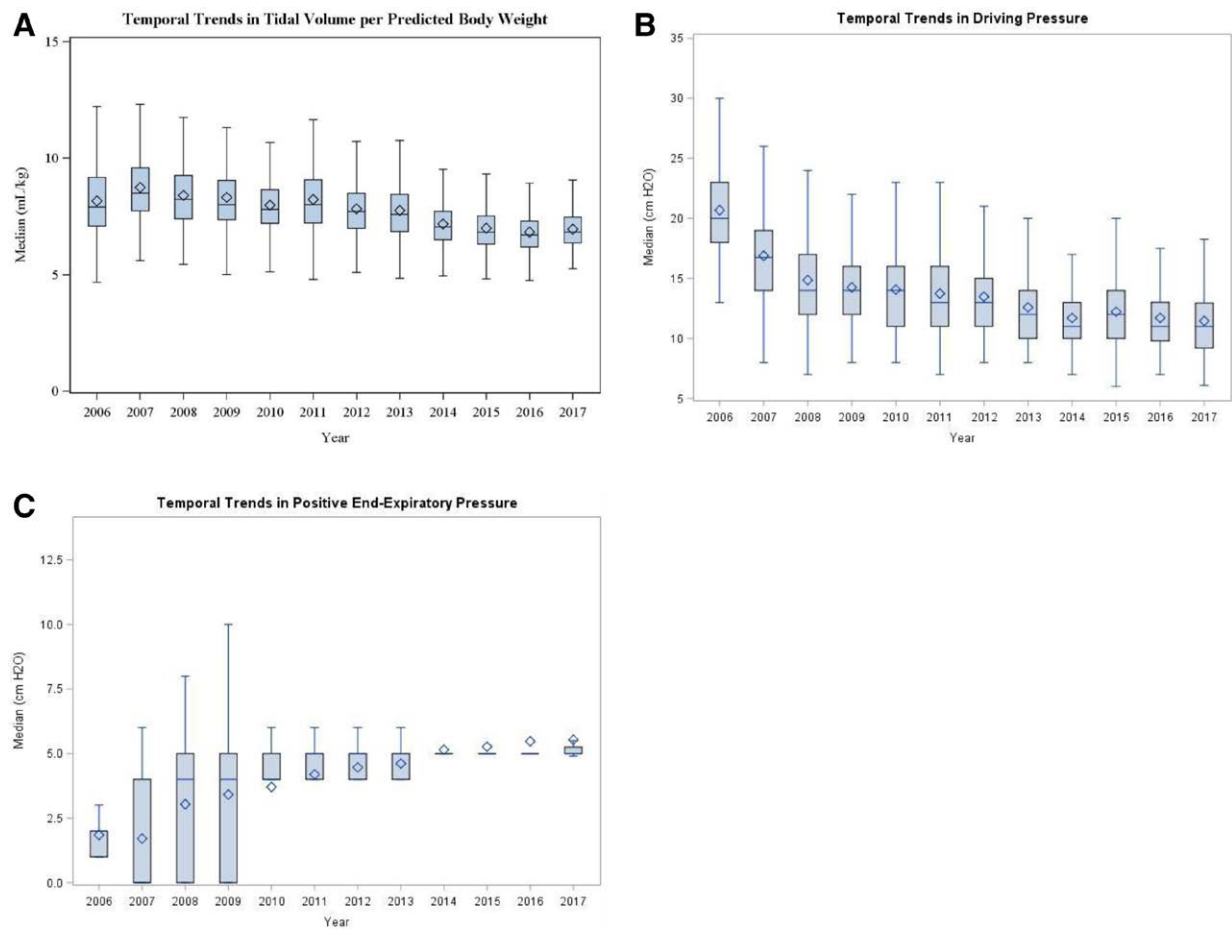 A
Temporal Trends in Tidal Volume per Predicted Body Weight
15
10
5
0
Median (mL/kg)
2006 2007 2008 2009 2010 2011 2012 2013 2014 2015 2016 2017
Year
B
Temporal Trends in Driving Pressure
35
30
25
20
15
10
5
Median (cm H2O)
2006 2007 2008 2009 2010 2011 2012 2013 2014 2015 2016 2017
Year
C
Temporal Trends in Positive End-Expiratory Pressure
12.5
10.0
7.5
5.0
2.5
0.0
Median (cm H2O)
2006 2007 2008 2009 2010 2011 2012 2013 2014 2015 2016 2017
Year